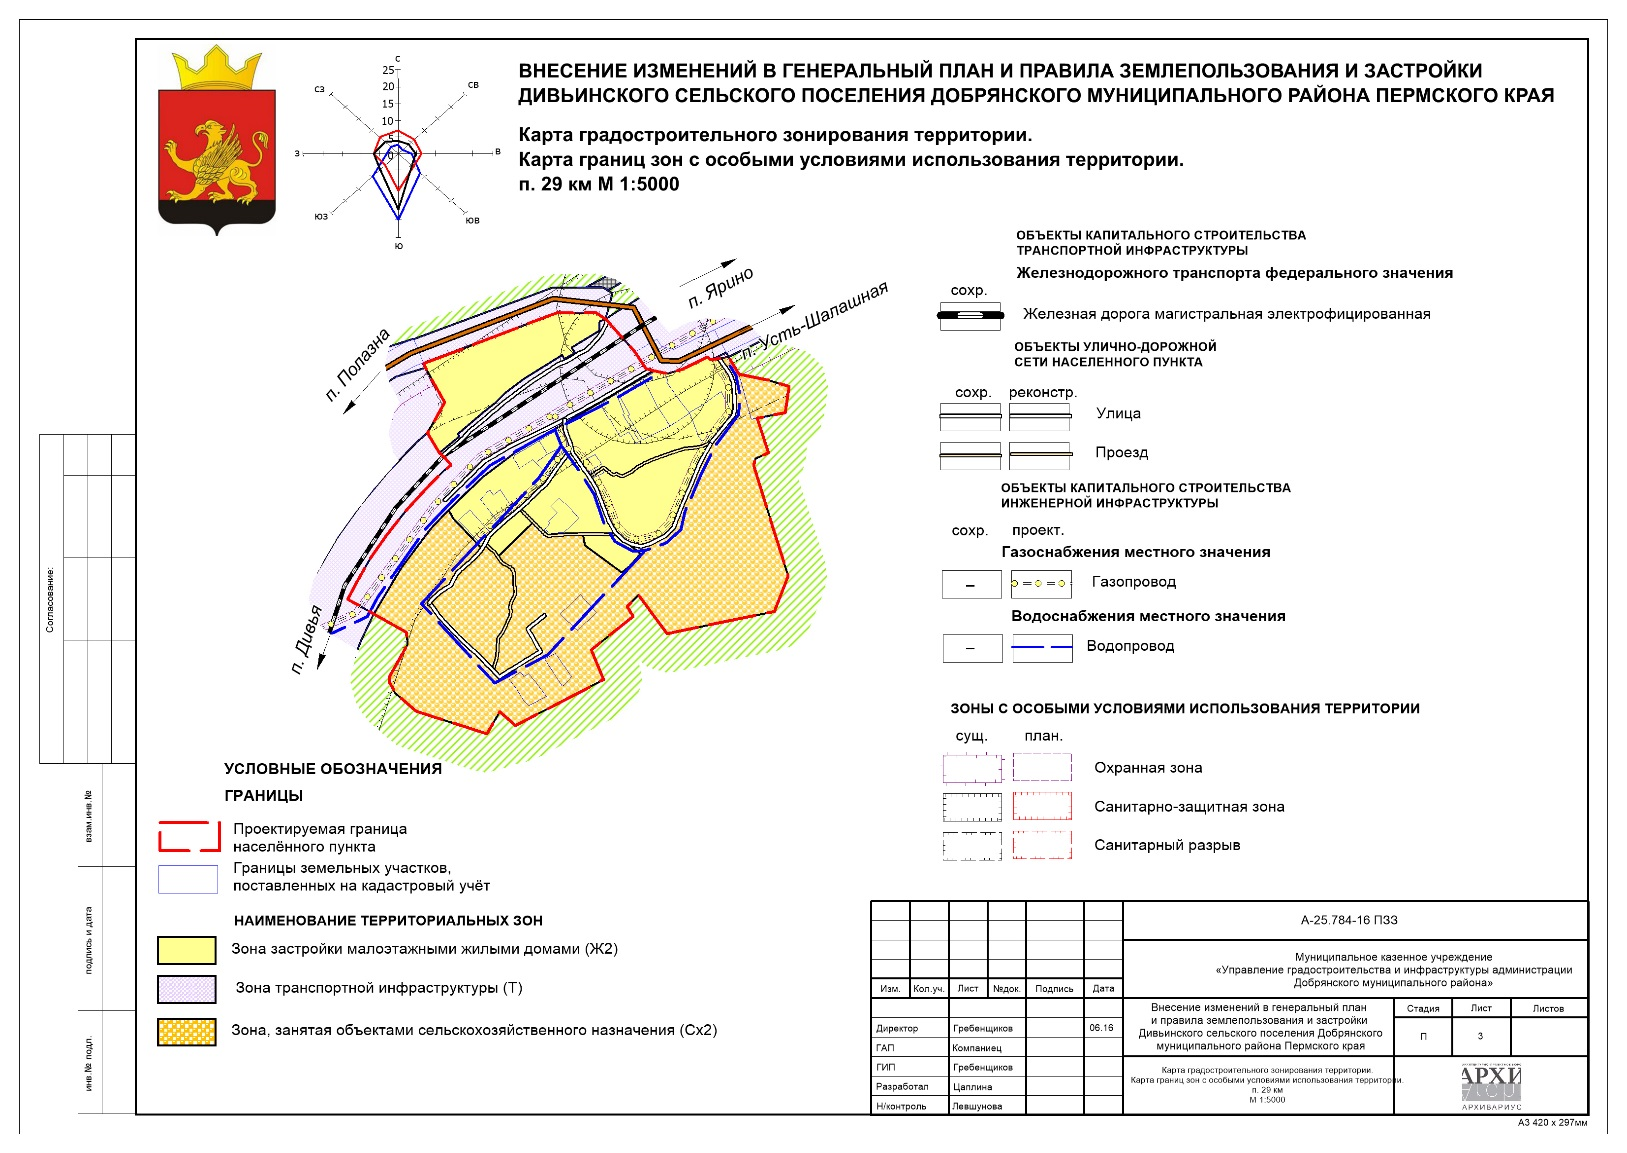 ВНЕСЕНИЕ ИЗМЕНЕНИЙ В ГЕНЕРАЛЬНЫЙ ПЛАН И ПРАВИЛА ЗЕМЛЕПОЛЬЗОВАНИЯ И ЗАСТРОЙКИ
ДИВЬИНСКОГО СЕЛЬСКОГО ПОСЕЛЕНИЯ ДОБРЯНСКОГО МУНИЦИПАЛЬНОГО РАЙОНА ПЕРМСКОГО КРАЯ
Карта градостроительного зонирования территории.
Карта границ зон с особыми условиями использования территории.
п. 29 км М 1:5000
С
25
20
15
10
5
0
СЗ
СВ
З
В
ЮЗ
ЮВ
Ю
п. Полазна
п. Ярино
п. Усть-Шалашная
п. Дивья
ОБЪЕКТЫ КАПИТАЛЬНОГО СТРОИТЕЛЬСТВА
ТРАНСПОРТНОЙ ИНФРАСТРУКТУРЫ
Железнодорожного транспорта федерального значения
сохр.
Железная дорога магистральная электрофицированная
ОБЪЕКТЫ УЛИЧНО-ДОРОЖНОЙ
СЕТИ НАСЕЛЕННОГО ПУНКТА
сохр. реконстр.
Улица
Проезд
ОБЪЕКТЫ КАПИТАЛЬНОГО СТРОИТЕЛЬСТВА
ИНЖЕНЕРНОЙ ИНФРАСТРУКТУРЫ
сохр. проект.
Газоснабжения местного значения
Газопровод
Водоснабжения местного значения
Водопровод
ЗОНЫ С ОСОБЫМИ УСЛОВИЯМИ ИСПОЛЬЗОВАНИЯ ТЕРРИТОРИИ
сущ. план.
Охранная зона
Санитарно-защитная зона
Санитарный разрыв
УСЛОВНЫЕ ОБОЗНАЧЕНИЯ
ГРАНИЦЫ
Проектируемая граница
населённого пункта
Границы земельных участков,
поставленных на кадастровый учёт
НАИМЕНОВАНИЕ ТЕРРИТОРИАЛЬНЫХ ЗОН
Зона застройки малоэтажными жилыми домами (Ж2)
Зона транспортной инфраструктуры (Т)
Зона, занятая объектами сельскохозяйственного назначения (Сх2)
Согласование:
взам.инв.№
подпись и дата
инв.№ подл.
А-25.784-16 ПЗЗ
Муниципальное казенное учреждение
«Управление градостроительства и инфраструктуры администрации
Добрянского муниципального района»
Изм. Кол.уч. Лист №док. Подпись Дата
Внесение изменений в генеральный план
и правила землепользования и застройки
Дивьинского сельского поселения Добрянского
муниципального района Пермского края
Стадия Лист Листов
П 3
Директор Гребенщиков 06.16
ГАП Компаниец
ГИП Гребенщиков
Разработал Цаплина
Н/контроль Левшунова
Карта градостроительного зонирования территории.
Карта границ зон с особыми условиями использования территории.
п. 29 км
М 1:5000
АРХИ
АРХИВАРИУС
А3 420 x 297мм